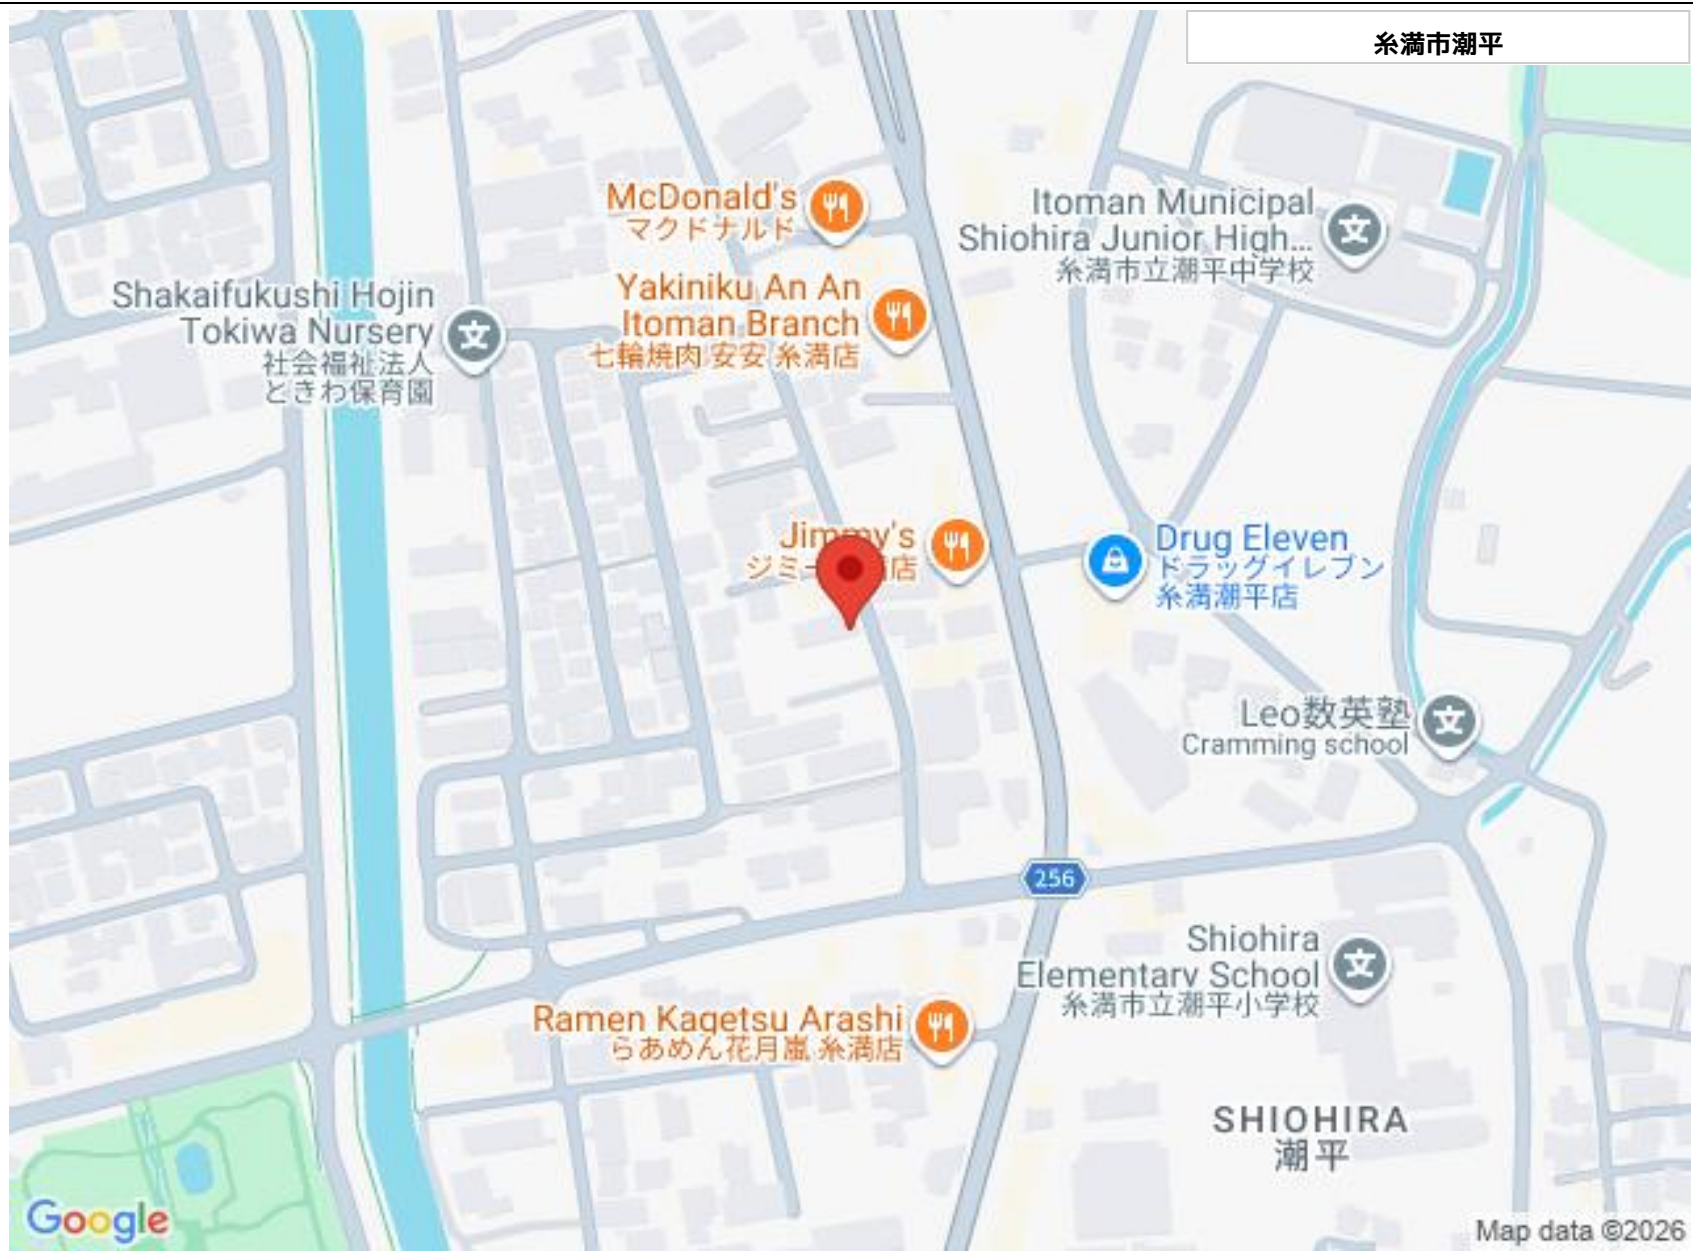 糸満市潮平
McDonald's
マクドナルド
Itoman Municipal
Shiohira Junior High...
糸満市立潮平中学校
Yakiniku An An
Itoman Branch
七輪焼肉 安安 糸満店
Shakaifukushi Hojin
Tokiwa Nursery
社会福祉法人
ときわ保育園
Jimmy's
ジミー
店
Drug Eleven
ドラッグイレブン
糸満潮平店
Leo数英塾
Cramming school
256
Shiohira
Elementary School
糸満市立潮平小学校
Ramen Kagetsu Arashi
らあめん花月嵐 糸満店
SHIOHIRA
潮平
Google
Map data ©2026